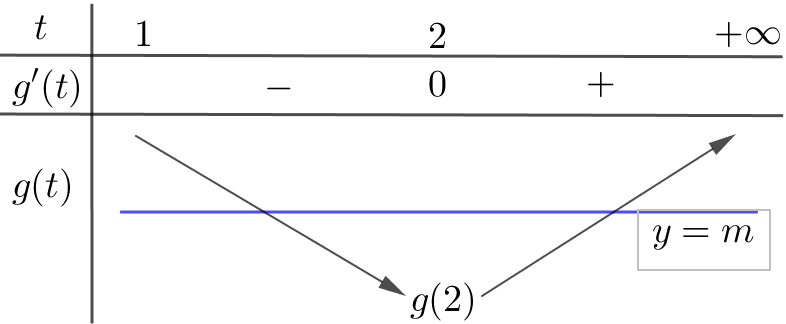 t 1 2 +∞
g′(t) − 0 +
g(t)
y = m
g(2)